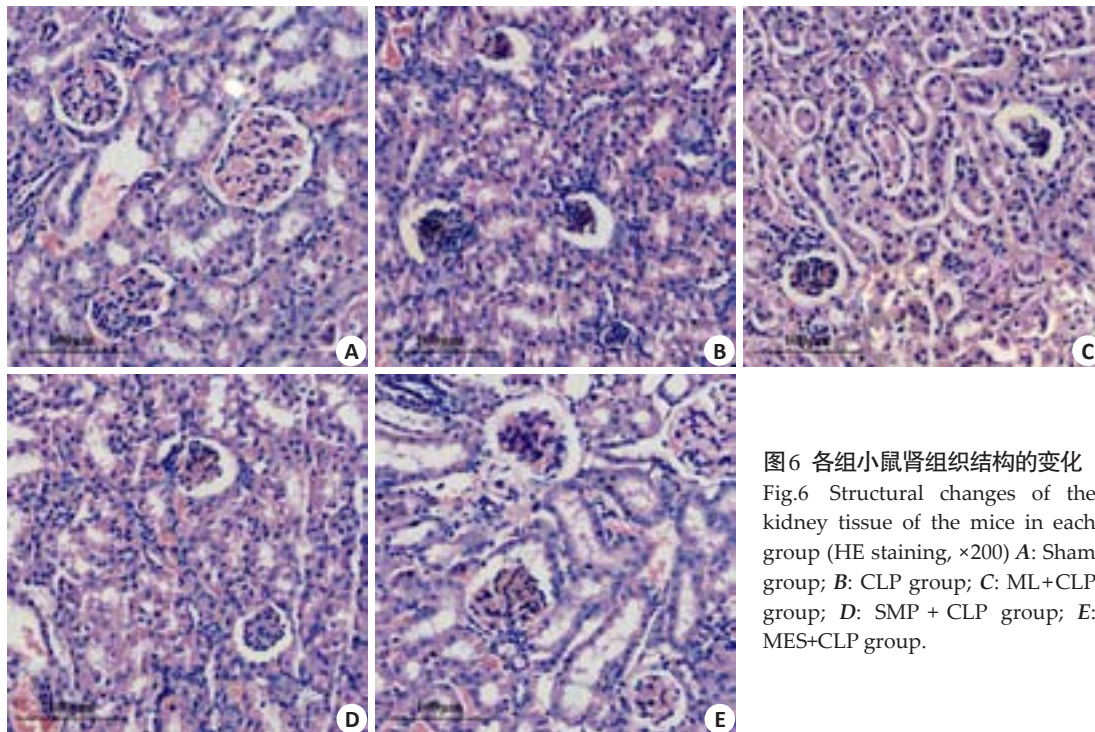 A
B
C
D
E
图6 各组小鼠肾组织结构的变化
Fig.6 Structural changes of the
kidney tissue of the mice in each
group (HE staining, ×200) A: Sham
group; B: CLP group; C: ML+CLP
group; D: SMP + CLP group; E:
MES+CLP group.